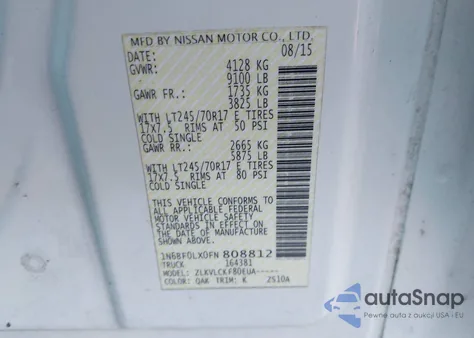 MFD BY NISSAN MOTOR CO., LTD.
DATE: 08/15
GVWR: 4128 KG
9100 LB
GAWR FR.: 1735 KG
3825 LB
WITH LT245/70R17 E TIRES
17X7.5 RIMS AT 50 PSI
COLD SINGLE
GAWR RR.: 2665 KG
5875 LB
WITH LT245/70R17 E TIRES
17X7.5 RIMS AT 80 PSI
COLD SINGLE
THIS VEHICLE CONFORMS TO
ALL APPLICABLE FEDERAL
MOTOR VEHICLE SAFETY
STANDARDS IN EFFECT ON
THE DATE OF MANUFACTURE
SHOWN ABOVE.
1N6BF0LX0FN 808812
TRUCK 164381
MODEL: ZLKVLCKF80EUA-----
COLOR: QAK TRIM: K 2S10A
autoSnap
Pewne auta z aukcji USA i EU